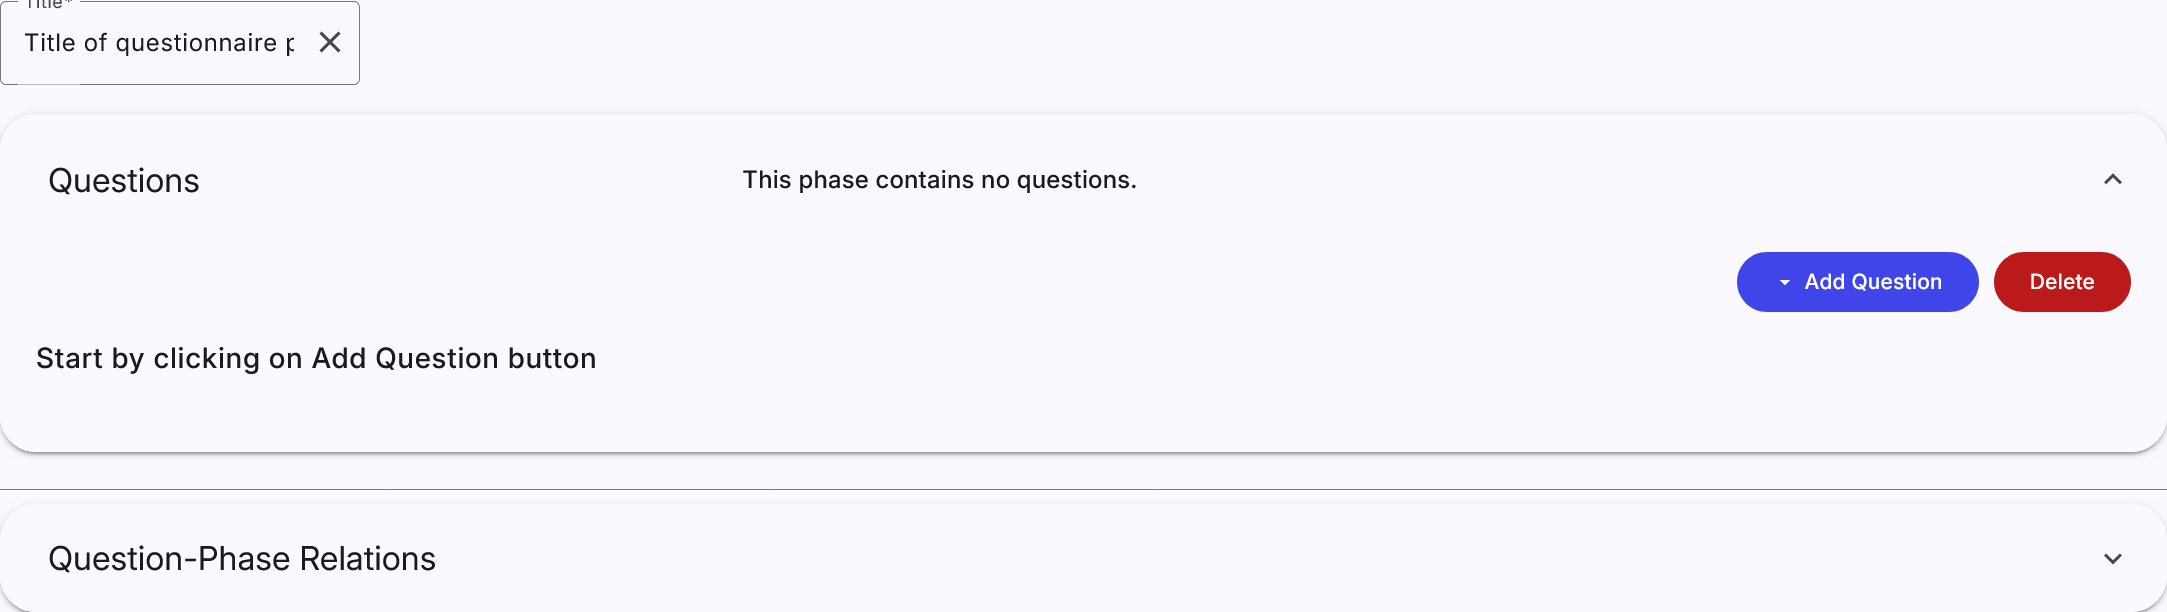 Title*
Title of questionnaire p
Questions
This phase contains no questions.
Add Question
Delete
Start by clicking on Add Question button
Question-Phase Relations